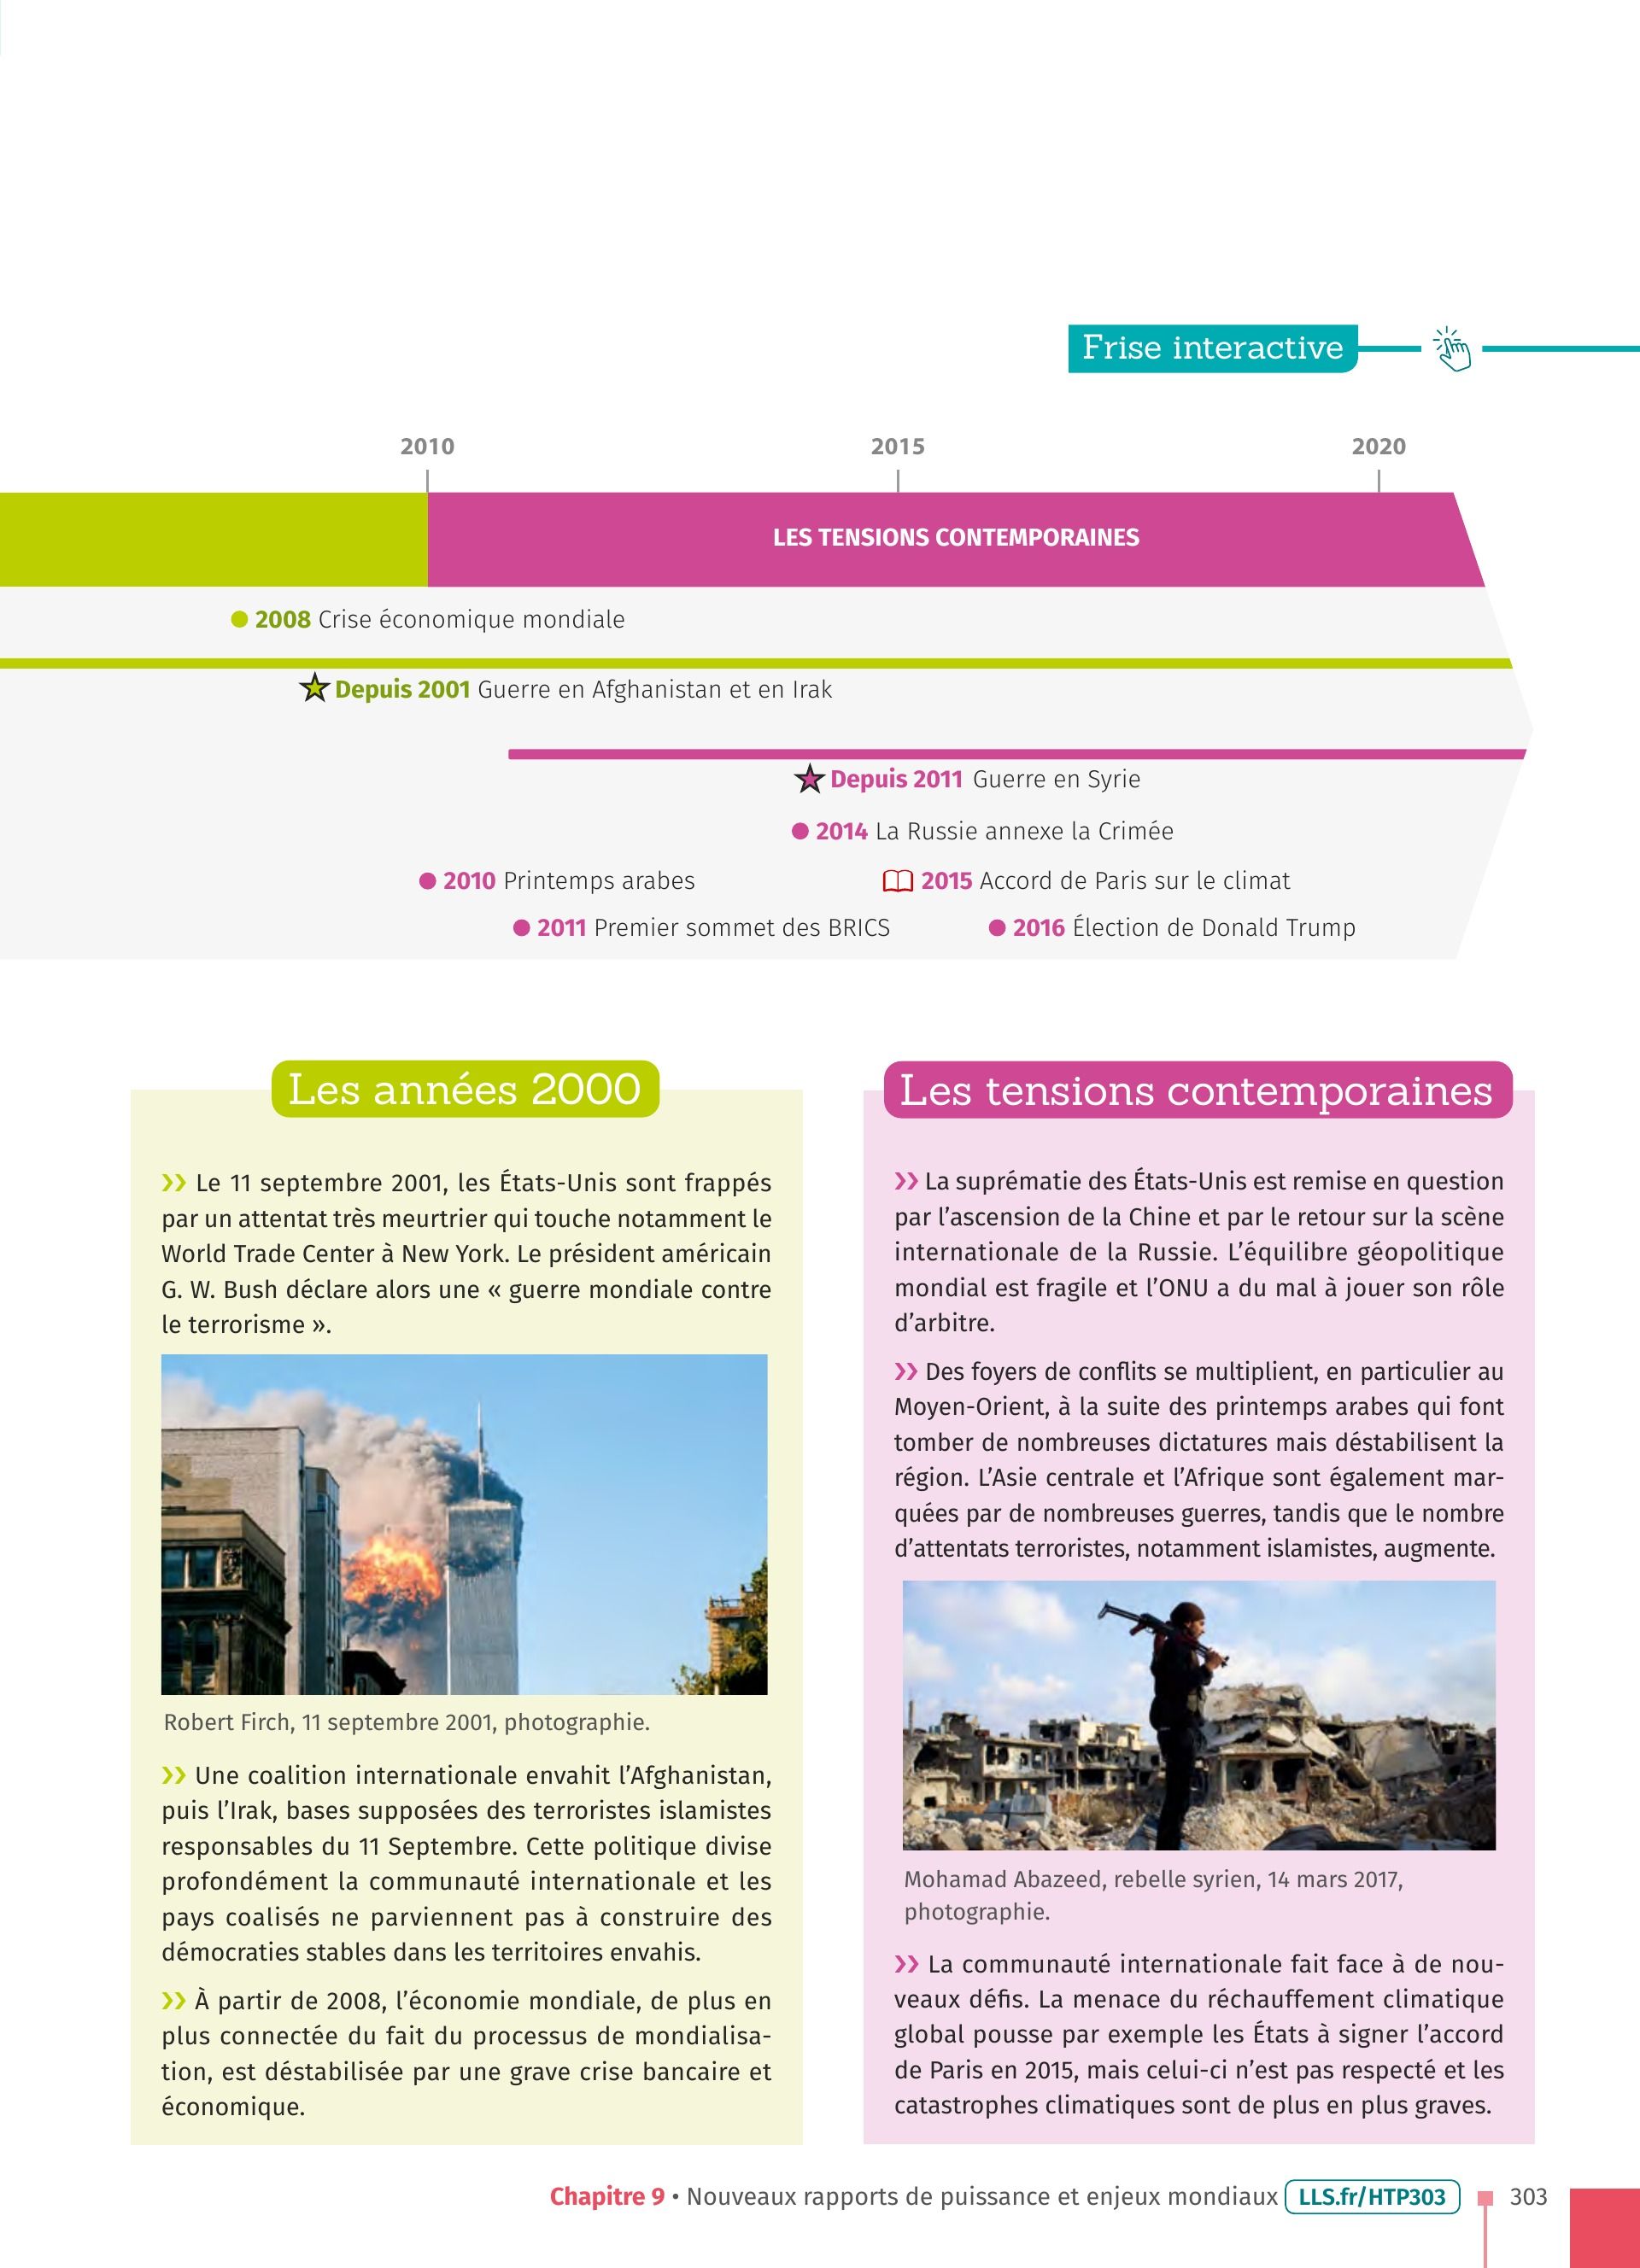 Frise interactive
2010
2015
2020
LES TENSIONS CONTEMPORAINES
2008 Crise économique mondiale
Depuis 2001 Guerre en Afghanistan et en Irak
Depuis 2011 Guerre en Syrie
2014 La Russie annexe la Crimée
2010 Printemps arabes
2015 Accord de Paris sur le climat
2011 Premier sommet des BRICS
2016 Élection de Donald Trump
Les années 2000
›› Le 11 septembre 2001, les États-Unis sont frappés
par un attentat très meurtrier qui touche notamment le
World Trade Center à New York. Le président américain
G. W. Bush déclare alors une « guerre mondiale contre
le terrorisme ».
Robert Firch, 11 septembre 2001, photographie.
›› Une coalition internationale envahit l’Afghanistan,
puis l’Irak, bases supposées des terroristes islamistes
responsables du 11 Septembre. Cette politique divise
profondément la communauté internationale et les
pays coalisés ne parviennent pas à construire des
démocraties stables dans les territoires envahis.
›› À partir de 2008, l’économie mondiale, de plus en
plus connectée du fait du processus de mondialisa-
tion, est déstabilisée par une grave crise bancaire et
économique.
Les tensions contemporaines
›› La suprématie des États-Unis est remise en question
par l’ascension de la Chine et par le retour sur la scène
internationale de la Russie. L’équilibre géopolitique
mondial est fragile et l’ONU a du mal à jouer son rôle
d’arbitre.
›› Des foyers de conflits se multiplient, en particulier au
Moyen-Orient, à la suite des printemps arabes qui font
tomber de nombreuses dictatures mais déstabilisent la
région. L’Asie centrale et l’Afrique sont également mar-
quées par de nombreuses guerres, tandis que le nombre
d’attentats terroristes, notamment islamistes, augmente.
Mohamad Abazeed, rebelle syrien, 14 mars 2017,
photographie.
›› La communauté internationale fait face à de nou-
veaux défis. La menace du réchauffement climatique
global pousse par exemple les États à signer l’accord
de Paris en 2015, mais celui-ci n’est pas respecté et les
catastrophes climatiques sont de plus en plus graves.
Chapitre 9 • Nouveaux rapports de puissance et enjeux mondiaux LLS.fr/HTP303 303